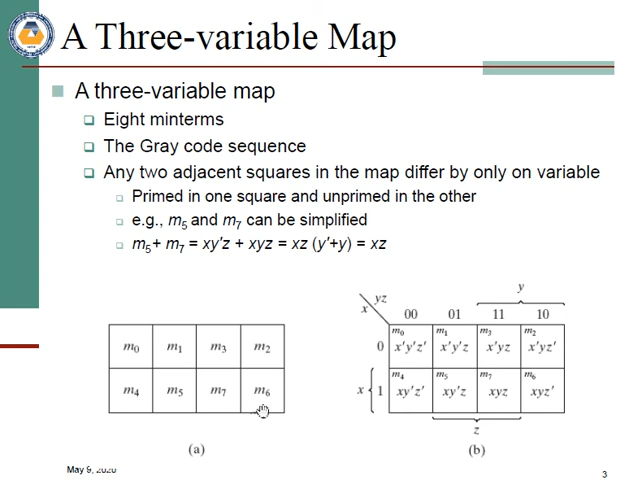 A Three-variable Map
A three-variable map
Eight minterms
The Gray code sequence
Any two adjacent squares in the map differ by only on variable
Primed in one square and unprimed in the other
e.g., m5 and m7 can be simplified
m5+ m7 = xy'z + xyz = xz (y'+y) = xz
m0 m1 m3 m2
m4 m5 m7 m6
(a)
y
yz
x
00 01 11 10
m0 m1 m3 m2
0 x'y'z' x'y'z x'yz x'yz'
m4 m5 m7 m6
x 1 xy'z' xy'z xyz xyz'
z
(b)
May 9, 2020
3